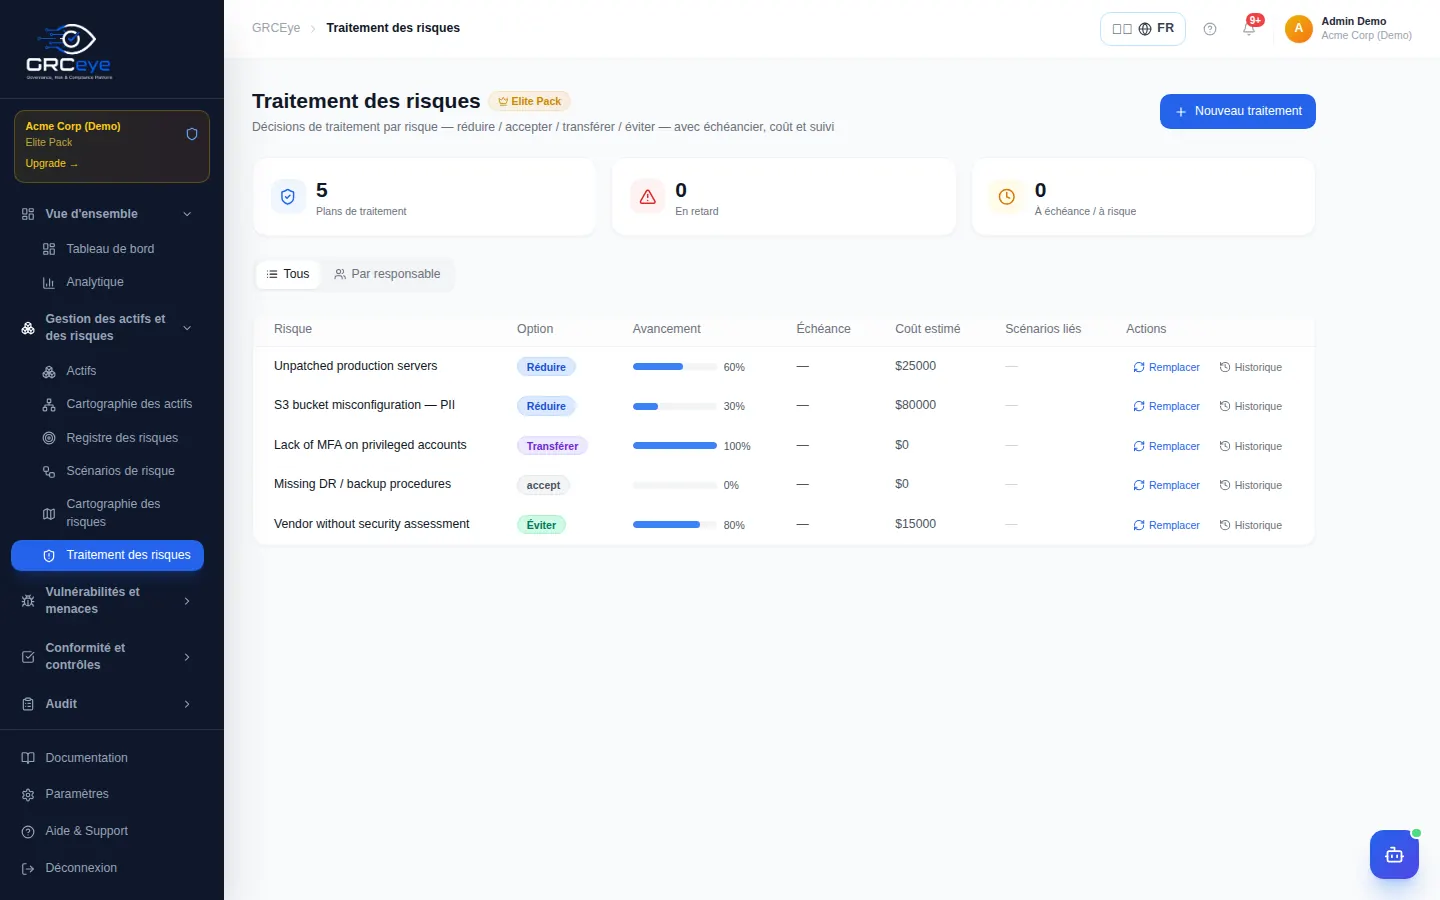 GRCeye
Governance, Risk & Compliance Platform
Acme Corp (Demo)
Elite Pack
Upgrade →
Vue d'ensemble
Tableau de bord
Analytique
Gestion des actifs et
des risques
Actifs
Cartographie des actifs
Registre des risques
Scénarios de risque
Cartographie des
risques
Traitement des risques
Vulnérabilités et
menaces
Conformité et
contrôles
Audit
Documentation
Paramètres
Aide & Support
Déconnexion
GRCEye > Traitement des risques
FR
9+
A
Admin Demo
Acme Corp (Demo)
Traitement des risques Elite Pack
Décisions de traitement par risque — réduire / accepter / transférer / éviter — avec échéancier, coût et suivi
+ Nouveau traitement
5
Plans de traitement
0
En retard
0
À échéance / à risque
Tous Par responsable
Risque Option Avancement Échéance Coût estimé Scénarios liés Actions
Unpatched production servers Réduire 60% — $25000 — Remplacer Historique
S3 bucket misconfiguration — PII Réduire 30% — $80000 — Remplacer Historique
Lack of MFA on privileged accounts Transférer 100% — $0 — Remplacer Historique
Missing DR / backup procedures accept 0% — $0 — Remplacer Historique
Vendor without security assessment Éviter 80% — $15000 — Remplacer Historique